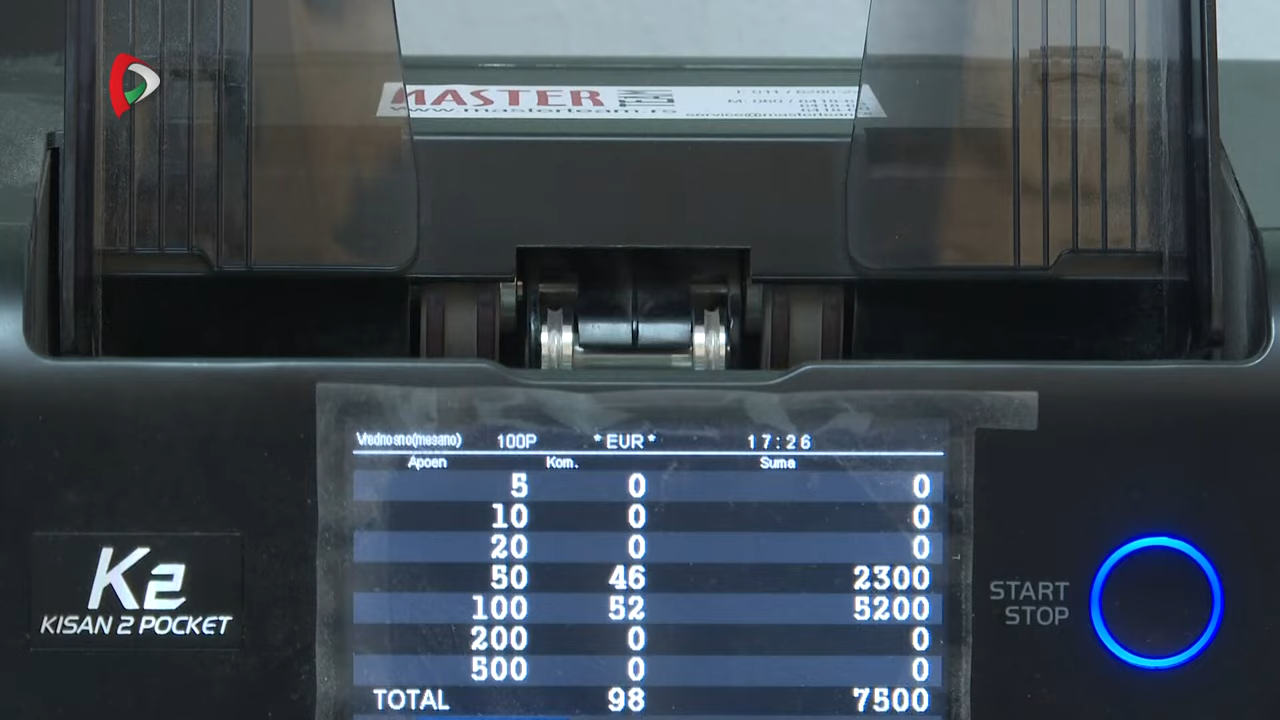 MASTER TEAM
www.masterteam.rs
Vrednosno(mesano) 100P *EUR* 17:26
Apoen Kom. Suma
5 0 0
10 0 0
20 0 0
50 46 2300
100 52 5200
200 0 0
500 0 0
TOTAL 98 7500
K2
KISAN 2 POCKET
START
STOP